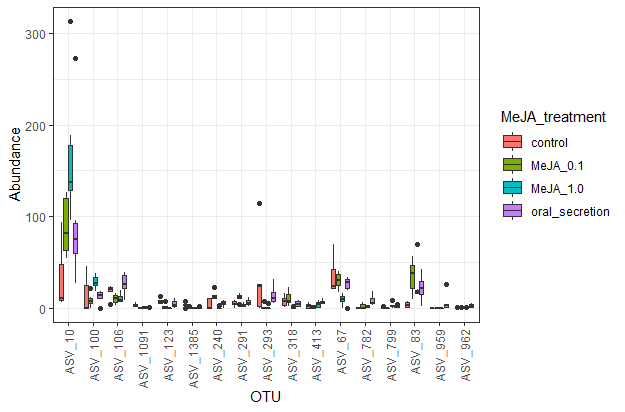 300
200
100
0
Abundance
ASV_10
ASV_100
ASV_106
ASV_1091
ASV_123
ASV_1385
ASV_240
ASV_291
ASV_293
ASV_318
ASV_413
ASV_67
ASV_782
ASV_799
ASV_83
ASV_959
ASV_962
OTU
MeJA_treatment
control
MeJA_0.1
MeJA_1.0
oral_secretion